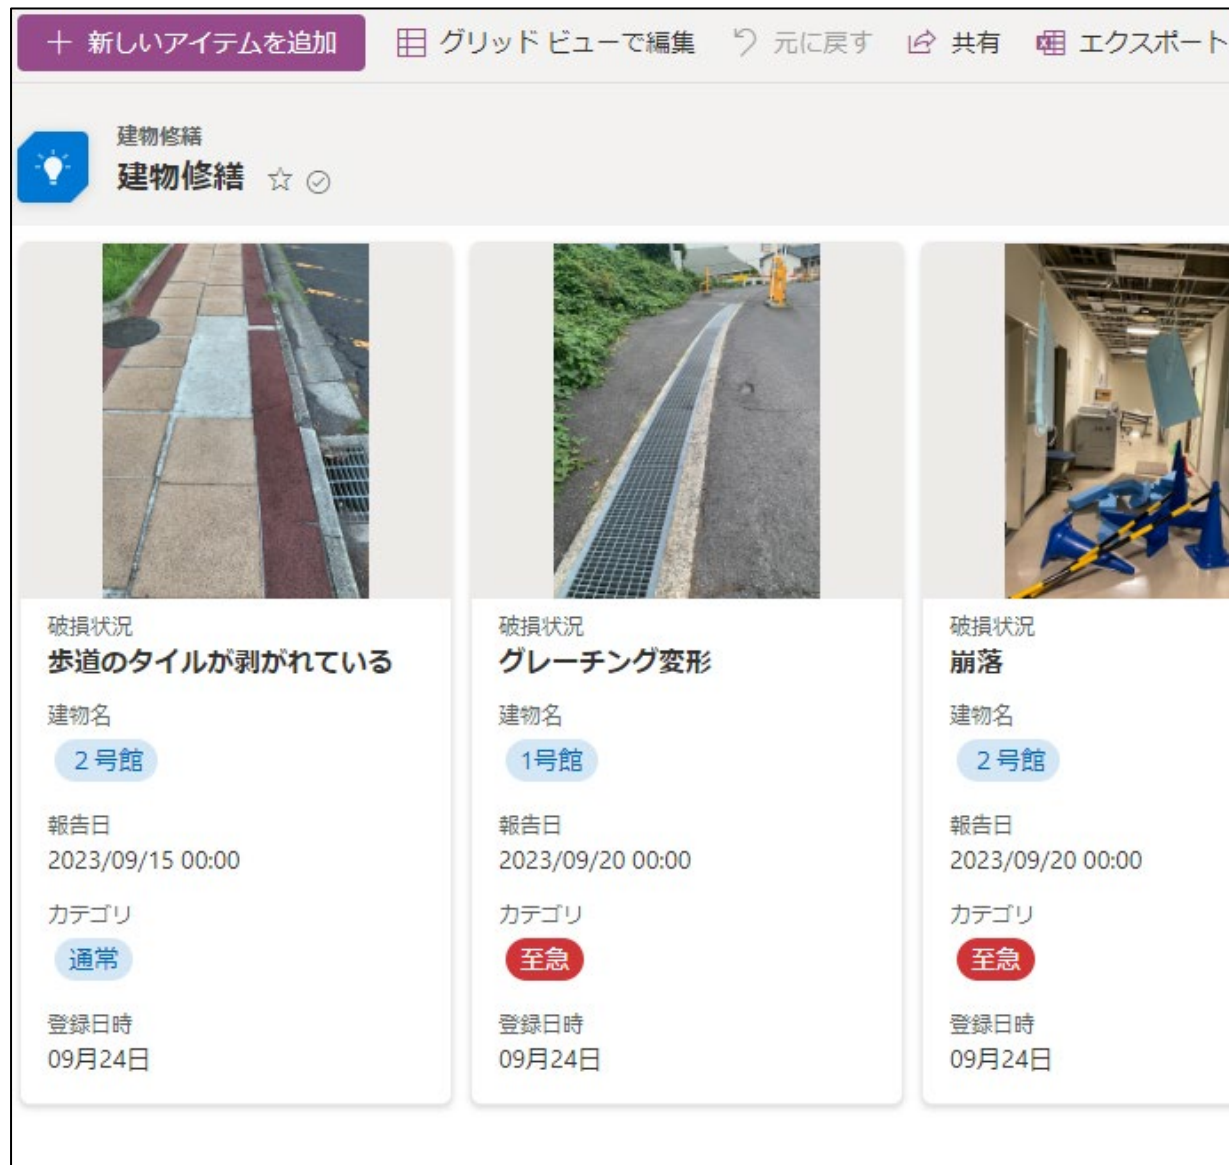 新しいアイテムを追加 グリッド ビューで編集 元に戻す 共有 エクスポート
建物修繕
建物修繕
破損状況
歩道のタイルが剥がれている
建物名
２号館
報告日
2023/09/15 00:00
カテゴリ
通常
登録日時
09月24日
破損状況
グレーチング変形
建物名
1号館
報告日
2023/09/20 00:00
カテゴリ
至急
登録日時
09月24日
破損状況
崩落
建物名
２号館
報告日
2023/09/20 00:00
カテゴリ
至急
登録日時
09月24日